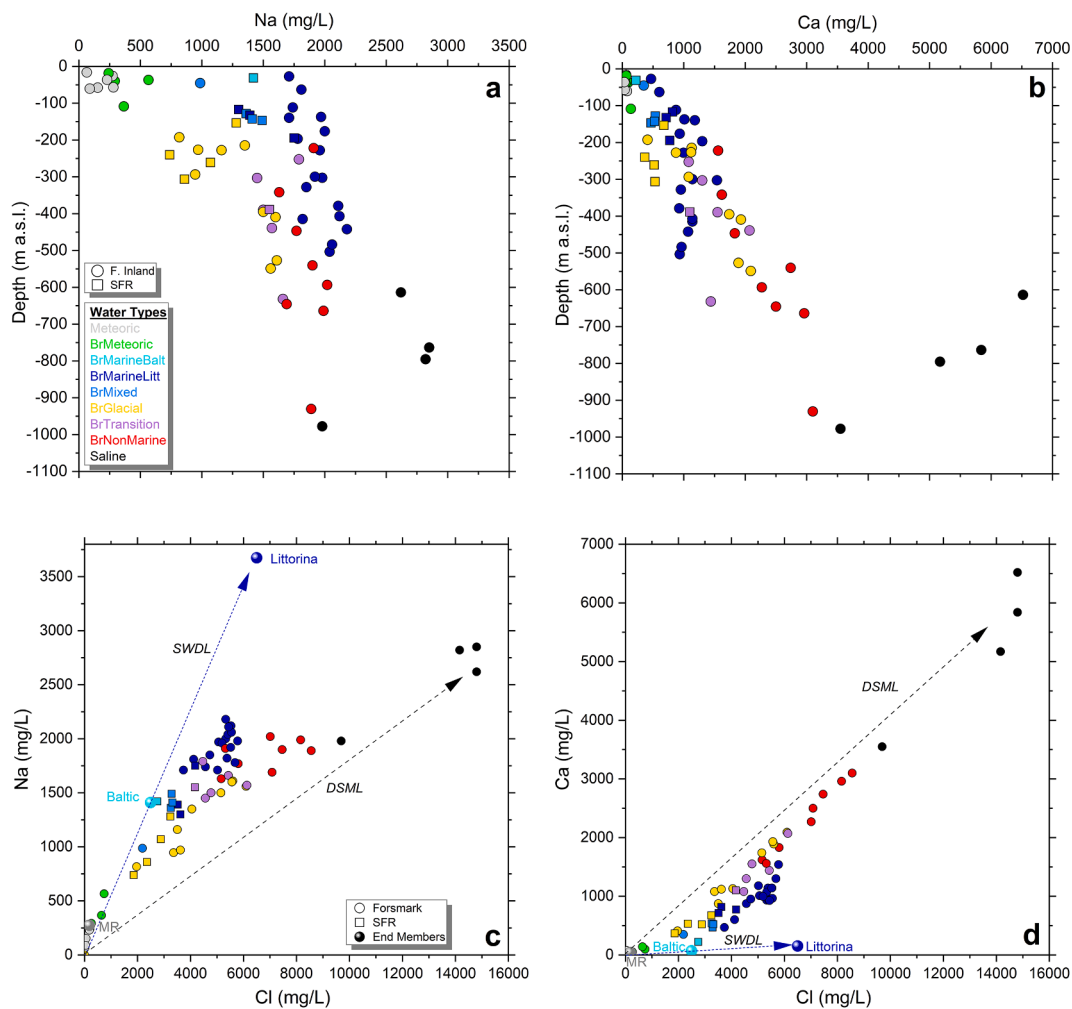 Na (mg/L)
0 500 1000 1500 2000 2500 3000 3500
0
-100
-200
-300
-400
-500
-600
-700
-800
-900
-1000
-1100
Depth (m a.s.l.)
a
F. Inland
SFR
Water Types
Meteoric
BrMeteoric
BrMarineBalt
BrMarineLitt
BrMixed
BrGlacial
BrTransition
BrNonMarine
Saline
Ca (mg/L)
0 1000 2000 3000 4000 5000 6000 7000
0
-100
-200
-300
-400
-500
-600
-700
-800
-900
-1000
-1100
Depth (m a.s.l.)
b
3500
3000
2500
2000
1500
1000
500
0
Na (mg/L)
Littorina
SWDL
Baltic
DSML
MR
Forsmark
SFR
End Members
c
0 2000 4000 6000 8000 10000 12000 14000 16000
Cl (mg/L)
7000
6000
5000
4000
3000
2000
1000
0
Ca (mg/L)
DSML
SWDL
Baltic
Littorina
MR
d
0 2000 4000 6000 8000 10000 12000 14000 16000
Cl (mg/L)